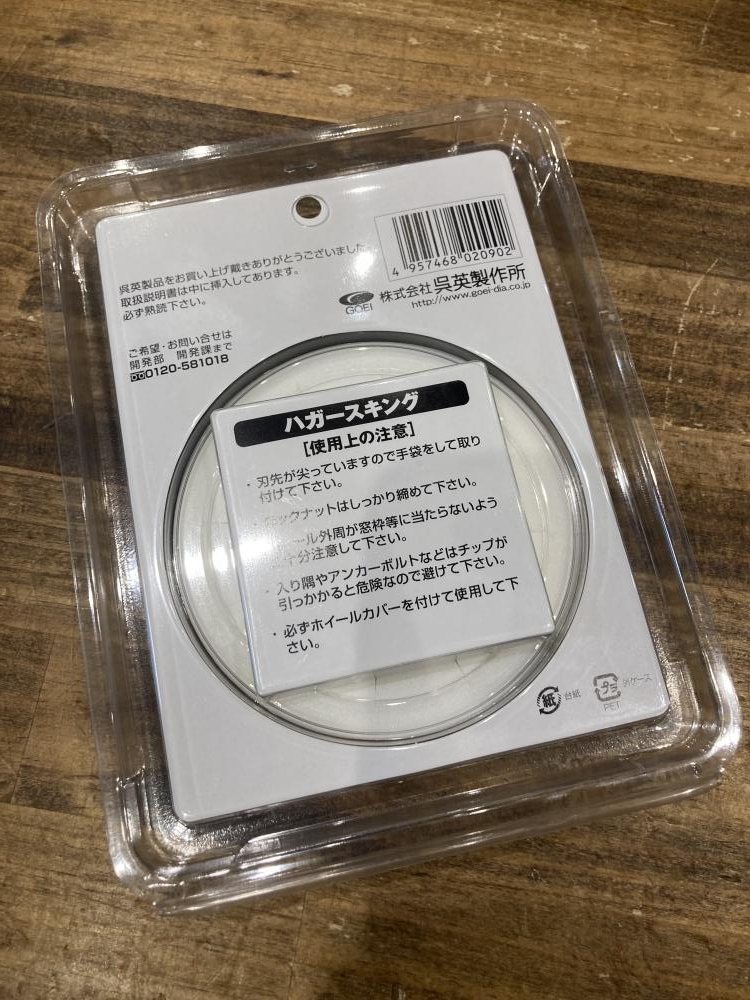 呉英製品をお買い上げ戴きありがとうございました。
取扱説明書は中に挿入してあります。
必ず熟読下さい。
4 957468 020902
GOEI 株式会社 呉英製作所
http://www.goei-dia.co.jp
ご希望・お問い合せは
開発部 開発課まで
0120-581018
ハガースキング
[使用上の注意]
・刃先が尖っていますので手袋をして取り
付けて下さい。
・ックナットはしっかり締めて下さい。
ール外周が窓枠等に当たらないよう
十分注意して下さい。
・入り隅やアンカーボルトなどはチップが
引っかかると危険なので避けて下さい。
・必ずホイールカバーを付けて使用して下
さい。
紙 台紙
プラ 外ケース
PET